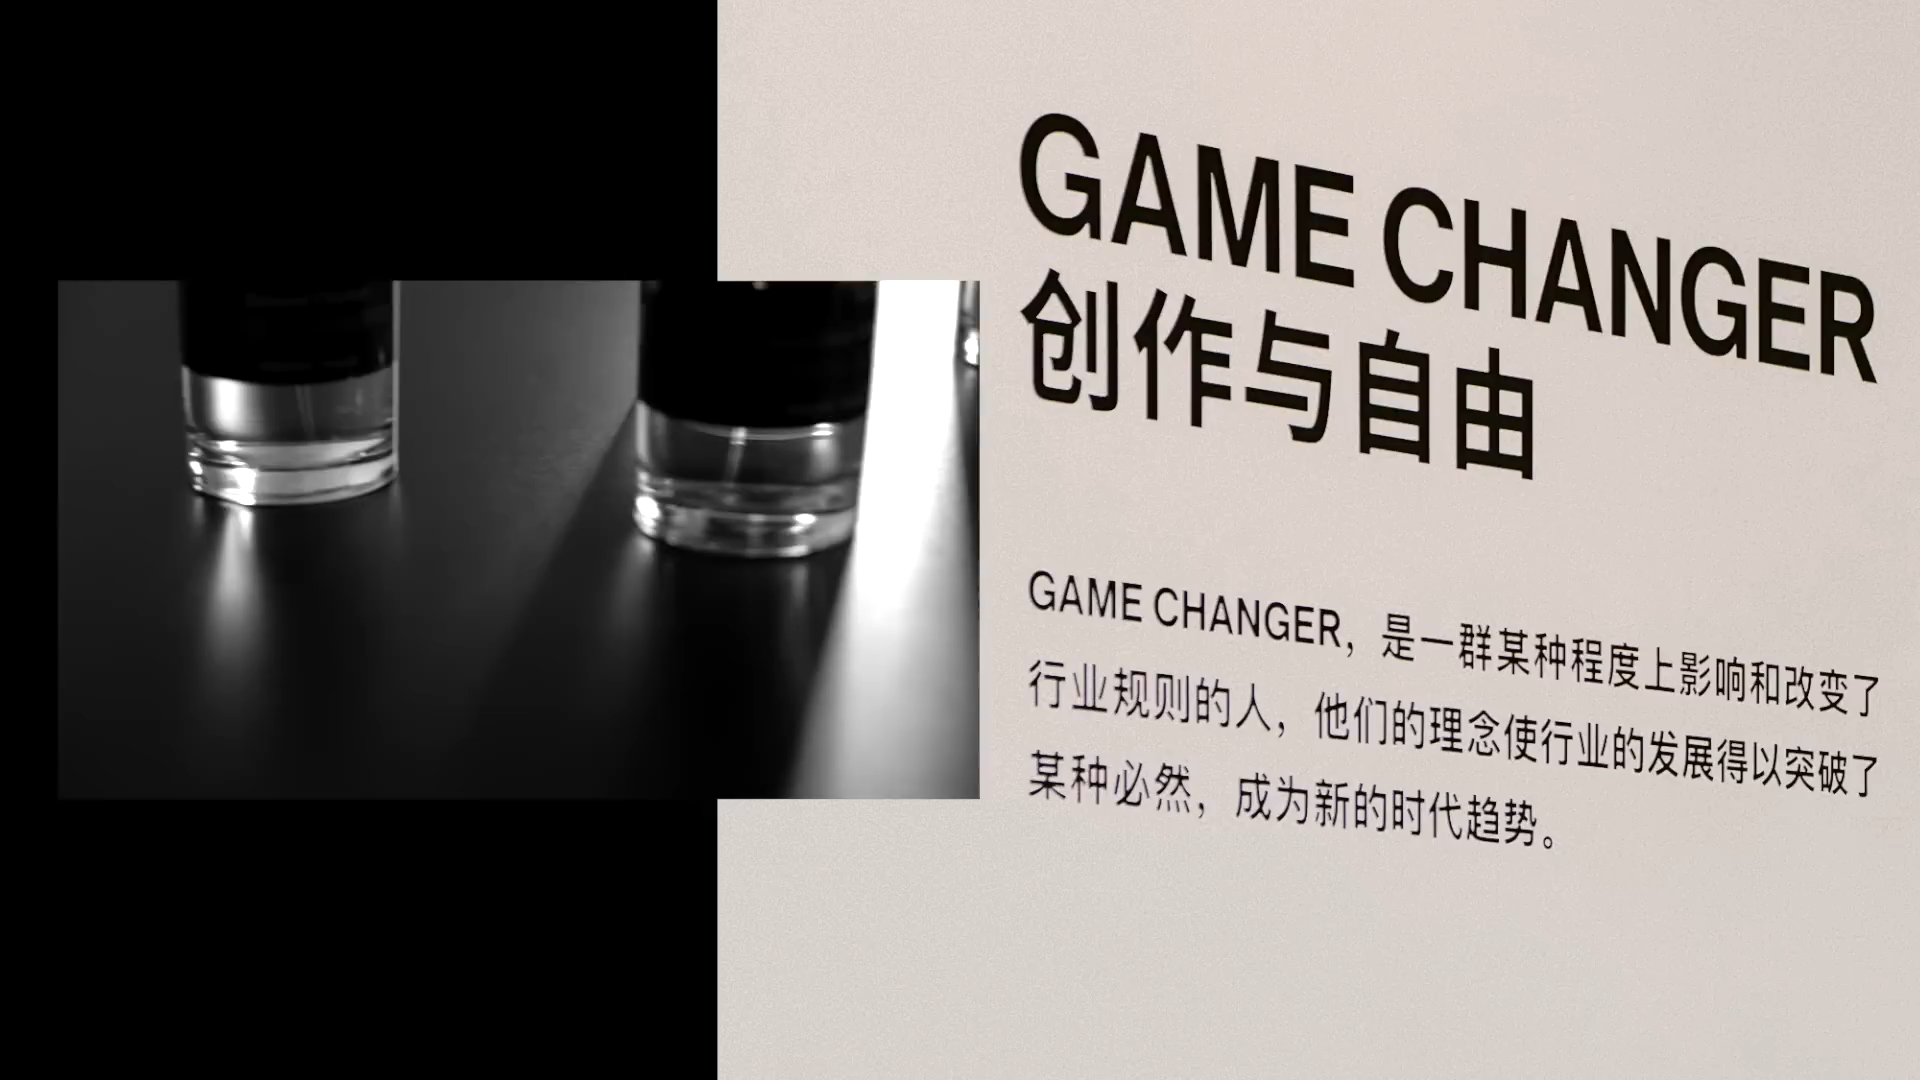 GAME CHANGER
创作与自由
GAME CHANGER，是一群某种程度上影响和改变了
行业规则的人，他们的理念使行业的发展得以突破了
某种必然，成为新的时代趋势。